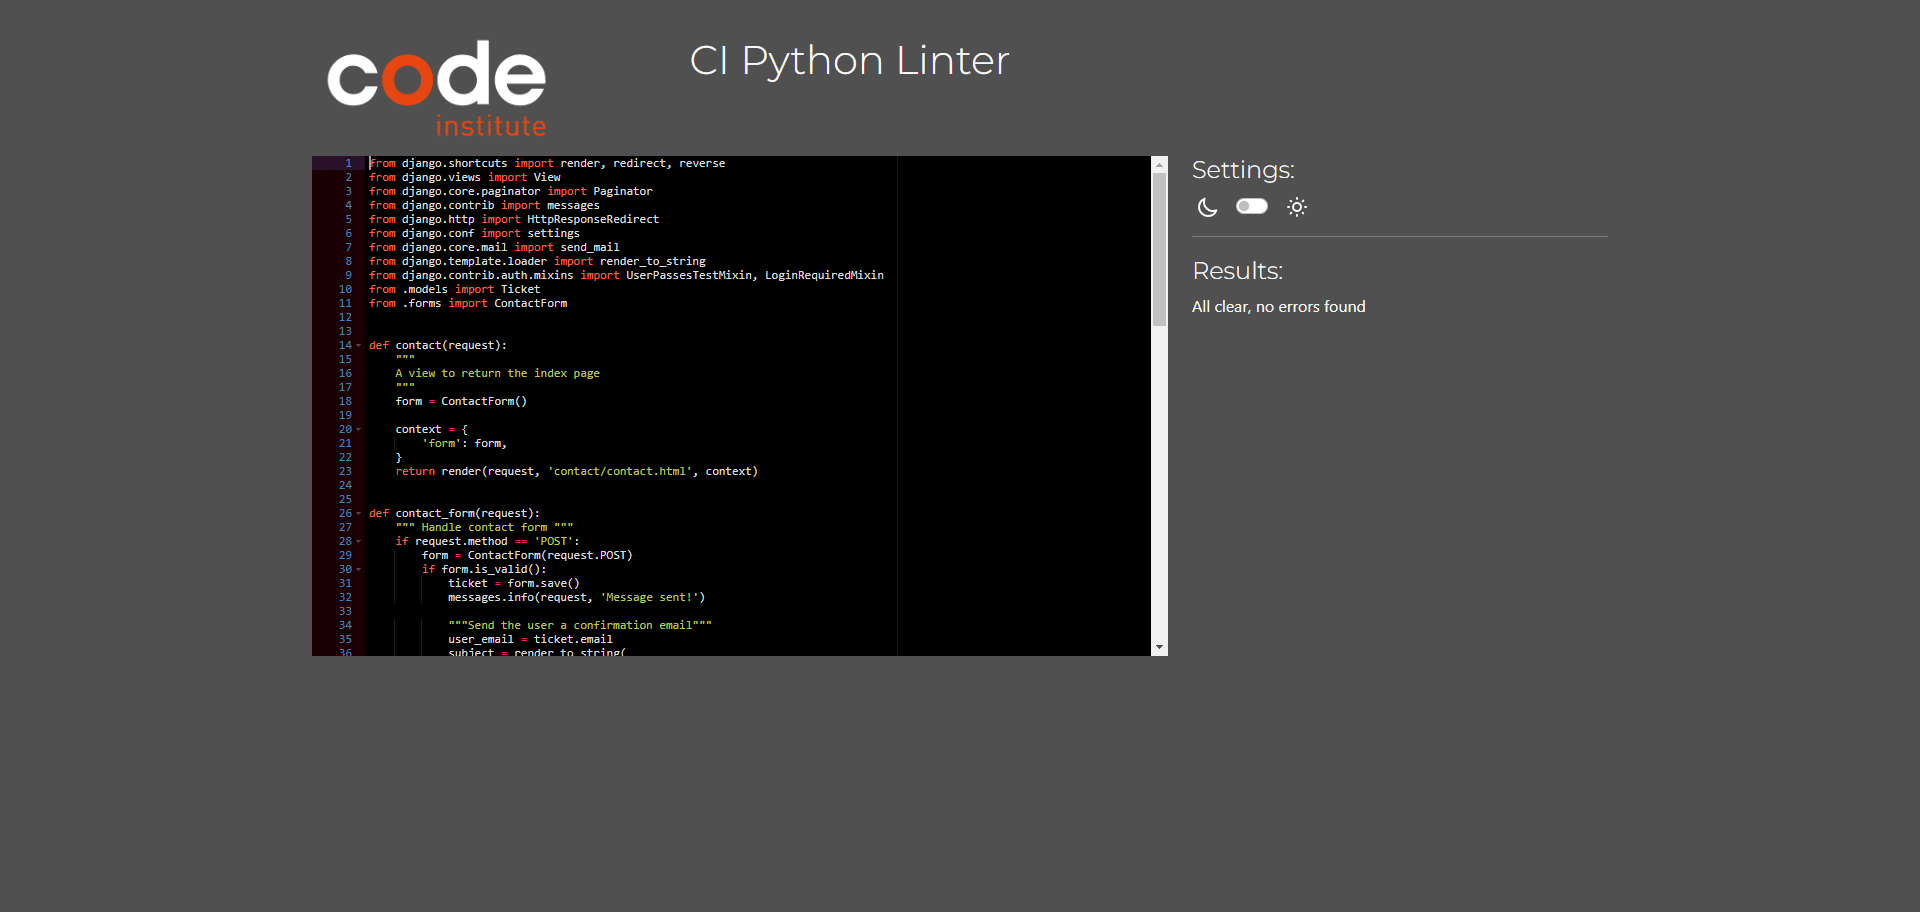 code
institute
CI Python Linter
1 from django.shortcuts import render, redirect, reverse
2 from django.views import View
3 from django.core.paginator import Paginator
4 from django.contrib import messages
5 from django.http import HttpResponseRedirect
6 from django.conf import settings
7 from django.core.mail import send_mail
8 from django.template.loader import render_to_string
9 from django.contrib.auth.mixins import UserPassesTestMixin, LoginRequiredMixin
10 from .models import Ticket
11 from .forms import ContactForm
12
13
14 def contact(request):
15     """
16     A view to return the index page
17     """
18     form = ContactForm()
19
20     context = {
21         'form': form,
22     }
23     return render(request, 'contact/contact.html', context)
24
25
26 def contact_form(request):
27     """ Handle contact form """
28     if request.method == 'POST':
29         form = ContactForm(request.POST)
30         if form.is_valid():
31             ticket = form.save()
32             messages.info(request, 'Message sent!')
33
34             """Send the user a confirmation email"""
35             user_email = ticket.email
36             subject = render_to_string(
Settings:
Results:
All clear, no errors found